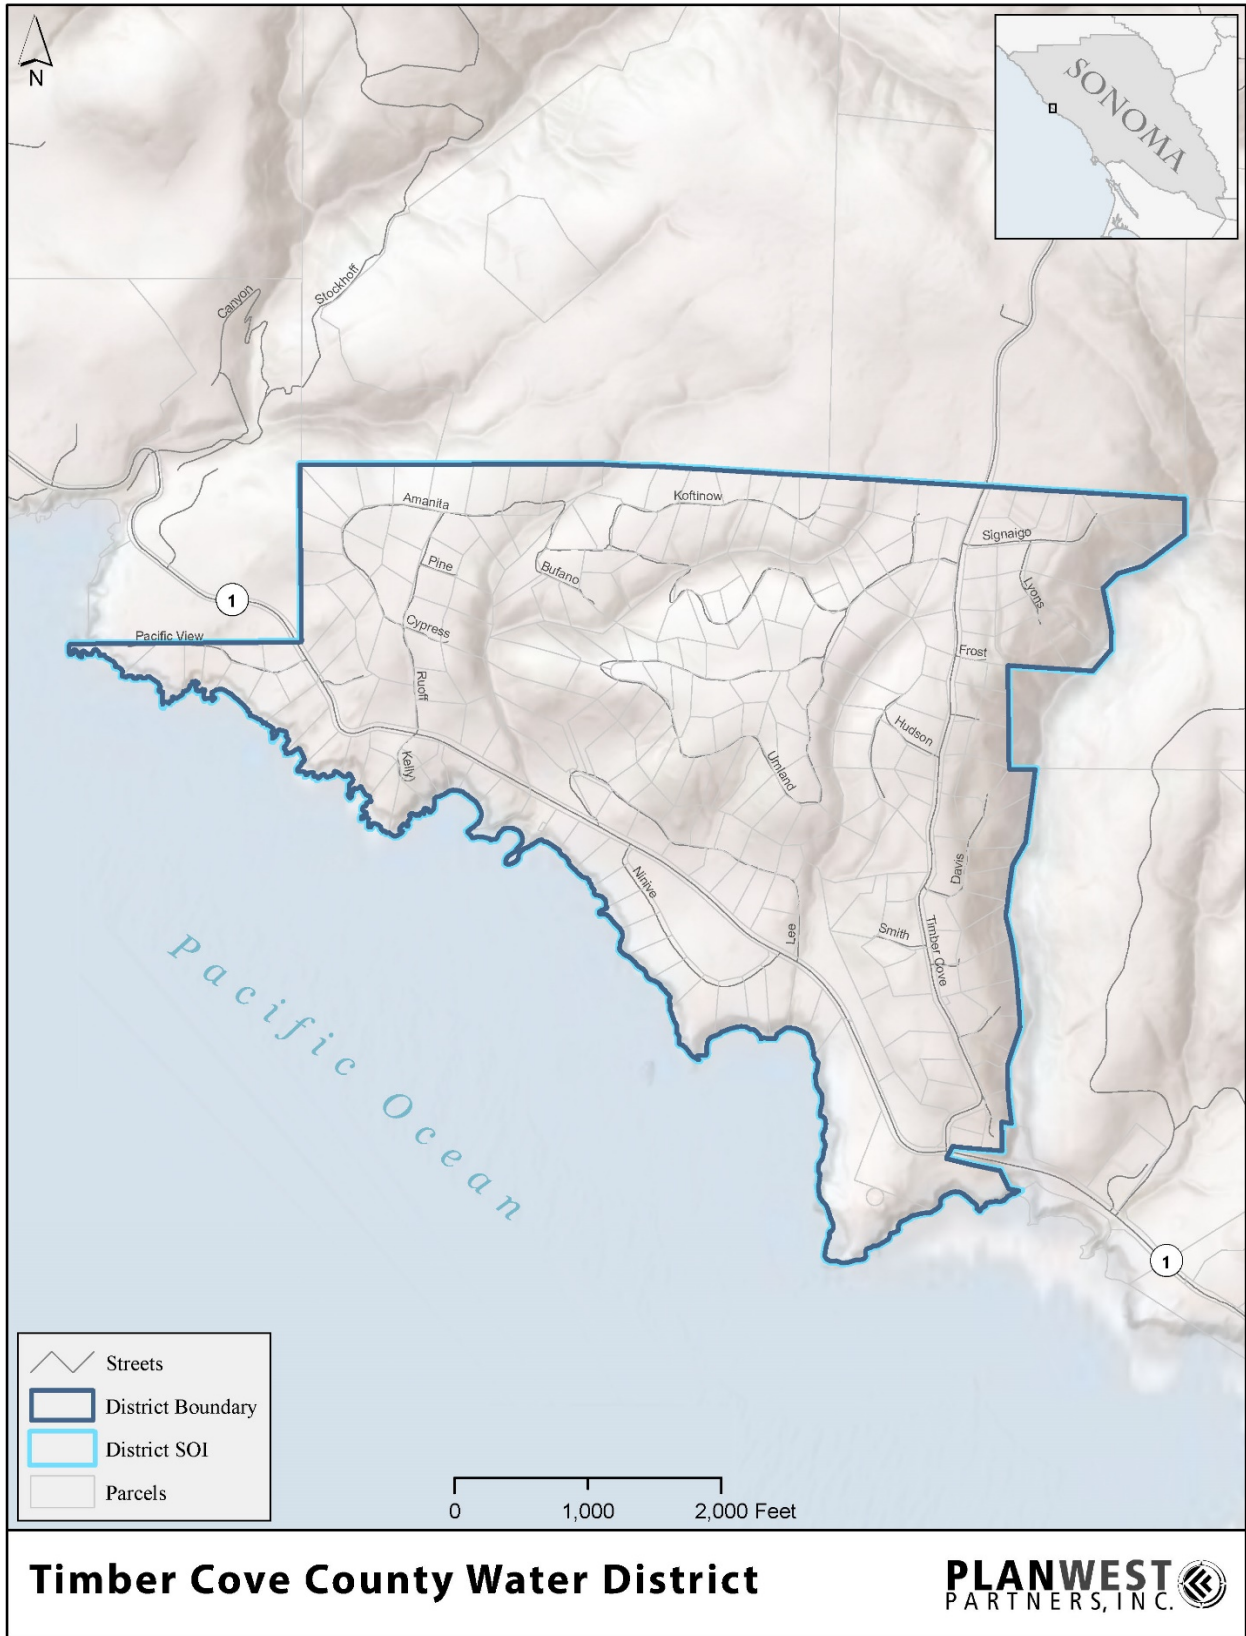 N
SONOMA
Canyon
Stockhoff
Amanita
Koftinow
Signaigo
Pine
Bufano
Lyons
1
Cypress
Pacific View
Frost
Ruoff
Hudson
Kelly
Umland
Davis
Ninive
Lee
Smith
Timber Cove
Pacific Ocean
1
Streets
District Boundary
District SOI
Parcels
0 1,000 2,000 Feet
Timber Cove County Water District
PLANWEST
PARTNERS, INC.